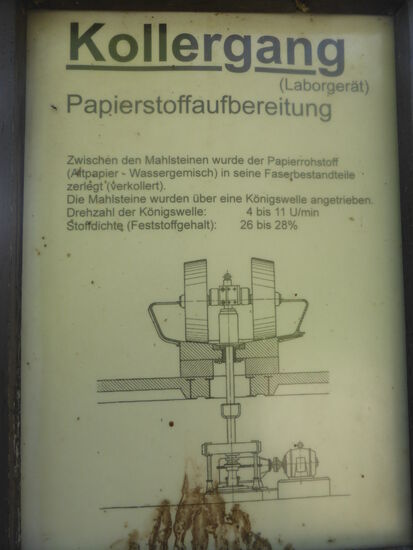 Kollergang
(Laborgerät)
Papierstoffaufbereitung
Zwischen den Mahlsteinen wurde der Papierrohstoff
(Altpapier - Wassergemisch) in seine Faserbestandteile
zerlegt (verkollert).
Die Mahlsteine wurden über eine Königswelle angetrieben.
Drehzahl der Königswelle: 4 bis 11 U/min
Stoffdichte (Feststoffgehalt): 26 bis 28%